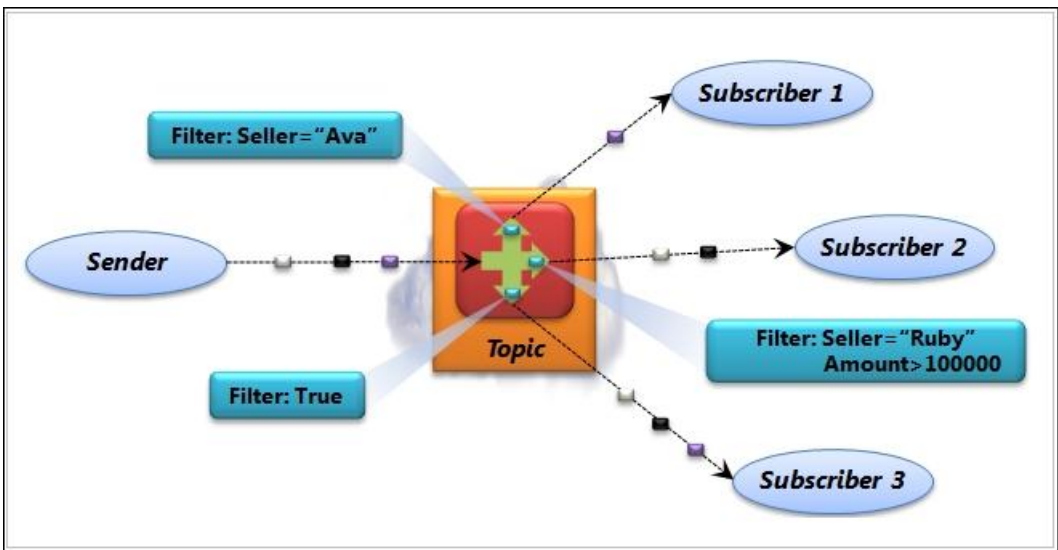 Subscriber 1
Filter: Seller=“Ava”
Sender
Subscriber 2
Topic
Filter: Seller=“Ruby”
Amount>100000
Filter: True
Subscriber 3